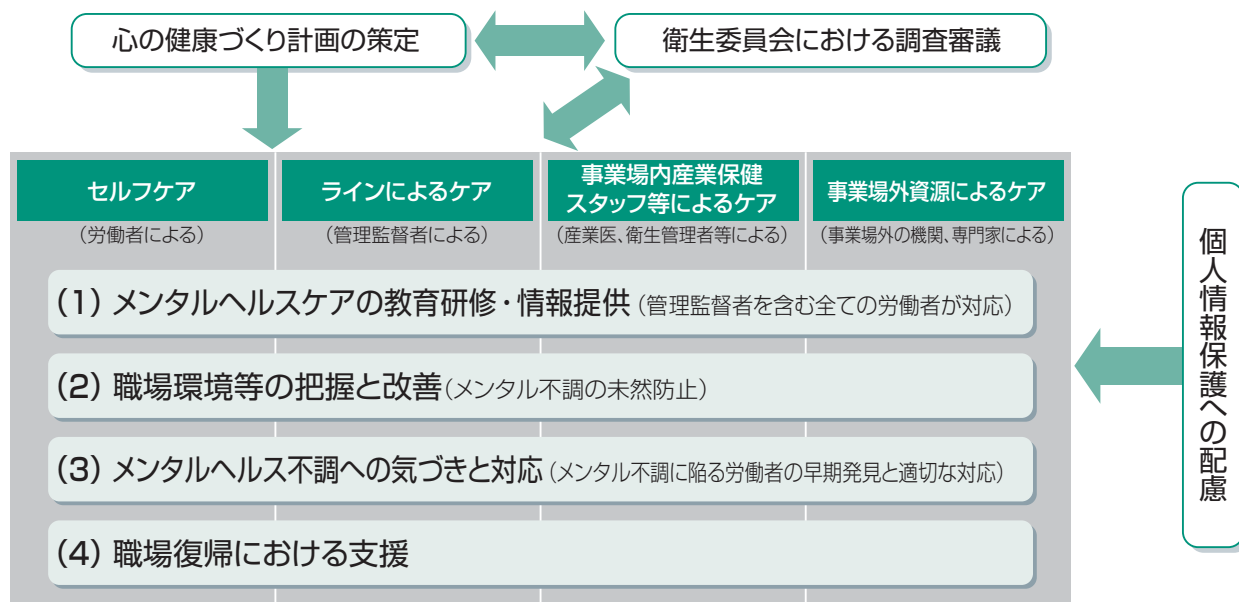 心の健康づくり計画の策定
衛生委員会における調査審議
セルフケア
(労働者による)
ラインによるケア
(管理監督者による)
事業場内産業保健
スタッフ等によるケア
(産業医、衛生管理者等による)
事業場外資源によるケア
(事業場外の機関、専門家による)
(1) メンタルヘルスケアの教育研修・情報提供 (管理監督者を含む全ての労働者が対応)
(2) 職場環境等の把握と改善 (メンタル不調の未然防止)
(3) メンタルヘルス不調への気づきと対応 (メンタル不調に陥る労働者の早期発見と適切な対応)
(4) 職場復帰における支援
個人情報保護への配慮